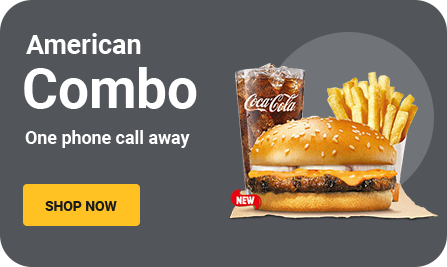 American
Combo
One phone call away
SHOP NOW
Coca-Cola
NEW